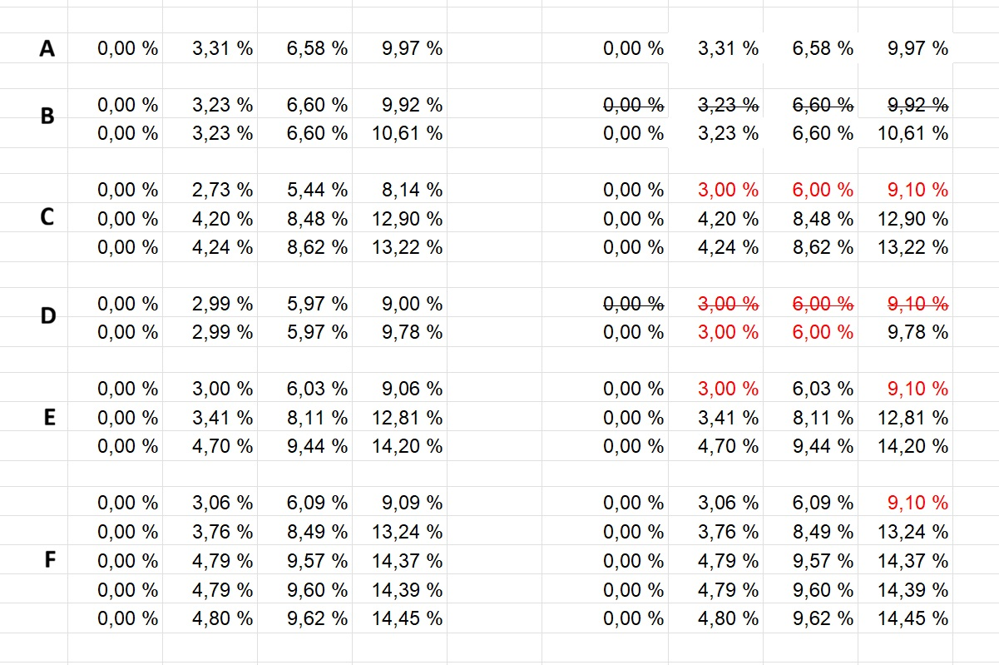 A 0,00 % 3,31 % 6,58 % 9,97 % 0,00 % 3,31 % 6,58 % 9,97 %
B
0,00 % 3,23 % 6,60 % 9,92 % 0,00 % 3,23 % 6,60 % 9,92 %
0,00 % 3,23 % 6,60 % 10,61 % 0,00 % 3,23 % 6,60 % 10,61 %
0,00 % 2,73 % 5,44 % 8,14 % 0,00 % 3,00 % 6,00 % 9,10 %
C 0,00 % 4,20 % 8,48 % 12,90 % 0,00 % 4,20 % 8,48 % 12,90 %
0,00 % 4,24 % 8,62 % 13,22 % 0,00 % 4,24 % 8,62 % 13,22 %
D
0,00 % 2,99 % 5,97 % 9,00 % 0,00 % 3,00 % 6,00 % 9,10 %
0,00 % 2,99 % 5,97 % 9,78 % 0,00 % 3,00 % 6,00 % 9,78 %
0,00 % 3,00 % 6,03 % 9,06 % 0,00 % 3,00 % 6,03 % 9,10 %
E 0,00 % 3,41 % 8,11 % 12,81 % 0,00 % 3,41 % 8,11 % 12,81 %
0,00 % 4,70 % 9,44 % 14,20 % 0,00 % 4,70 % 9,44 % 14,20 %
0,00 % 3,06 % 6,09 % 9,09 % 0,00 % 3,06 % 6,09 % 9,10 %
0,00 % 3,76 % 8,49 % 13,24 % 0,00 % 3,76 % 8,49 % 13,24 %
F 0,00 % 4,79 % 9,57 % 14,37 % 0,00 % 4,79 % 9,57 % 14,37 %
0,00 % 4,79 % 9,60 % 14,39 % 0,00 % 4,79 % 9,60 % 14,39 %
0,00 % 4,80 % 9,62 % 14,45 % 0,00 % 4,80 % 9,62 % 14,45 %